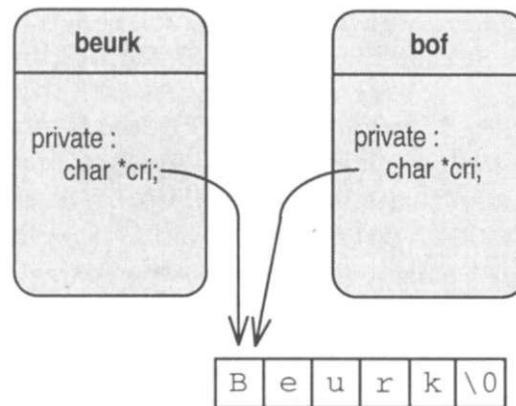 beurk
private :
char *cri;
bof
private :
char *cri;
B e u r k \0